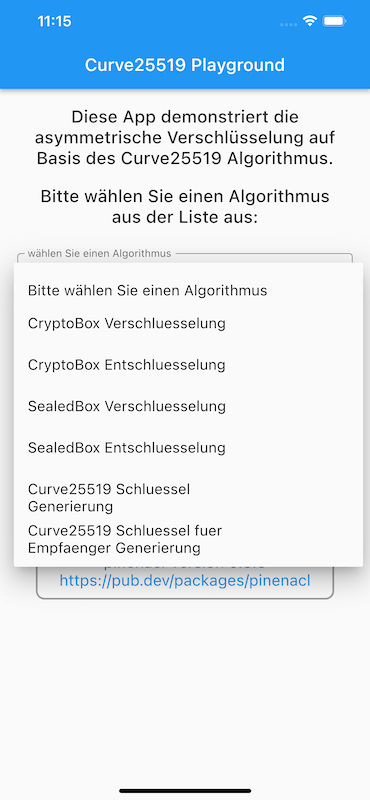 11:15
Curve25519 Playground
Diese App demonstriert die
asymmetrische Verschlüsselung auf
Basis des Curve25519 Algorithmus.
Bitte wählen Sie einen Algorithmus
aus der Liste aus:
wählen Sie einen Algorithmus
Bitte wählen Sie einen Algorithmus
CryptoBox Verschluesselung
CryptoBox Entschluesselung
SealedBox Verschluesselung
SealedBox Entschluesselung
Curve25519 Schluessel
Generierung
Curve25519 Schluessel fuer
Empfaenger Generierung
https://pub.dev/packages/pinenacl